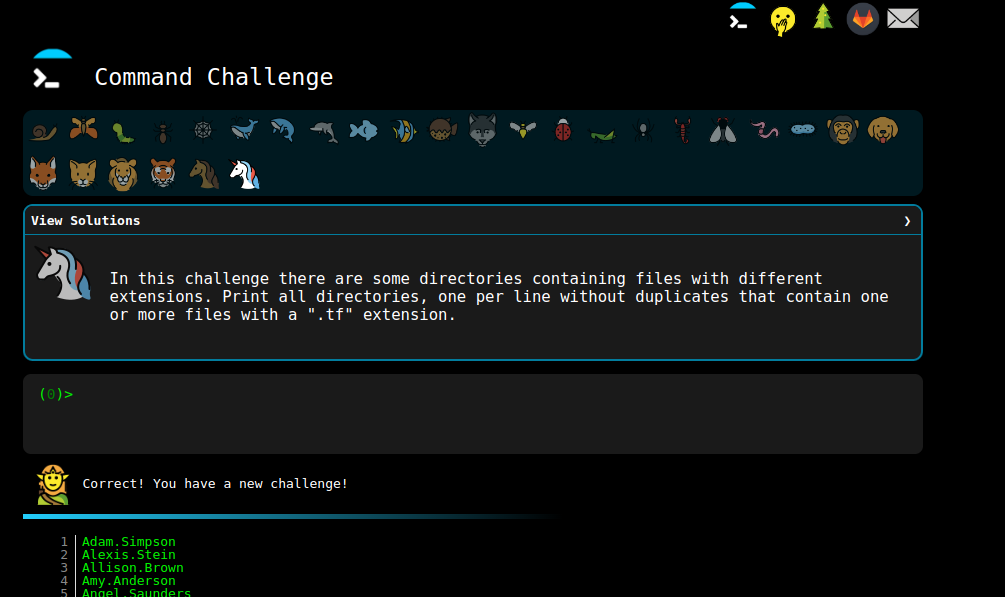 Command Challenge
View Solutions
In this challenge there are some directories containing files with different
extensions. Print all directories, one per line without duplicates that contain one
or more files with a ".tf" extension.
(0)>
Correct! You have a new challenge!
1 Adam.Simpson
2 Alexis.Stein
3 Allison.Brown
4 Amy.Anderson
5 Angel.Saunders